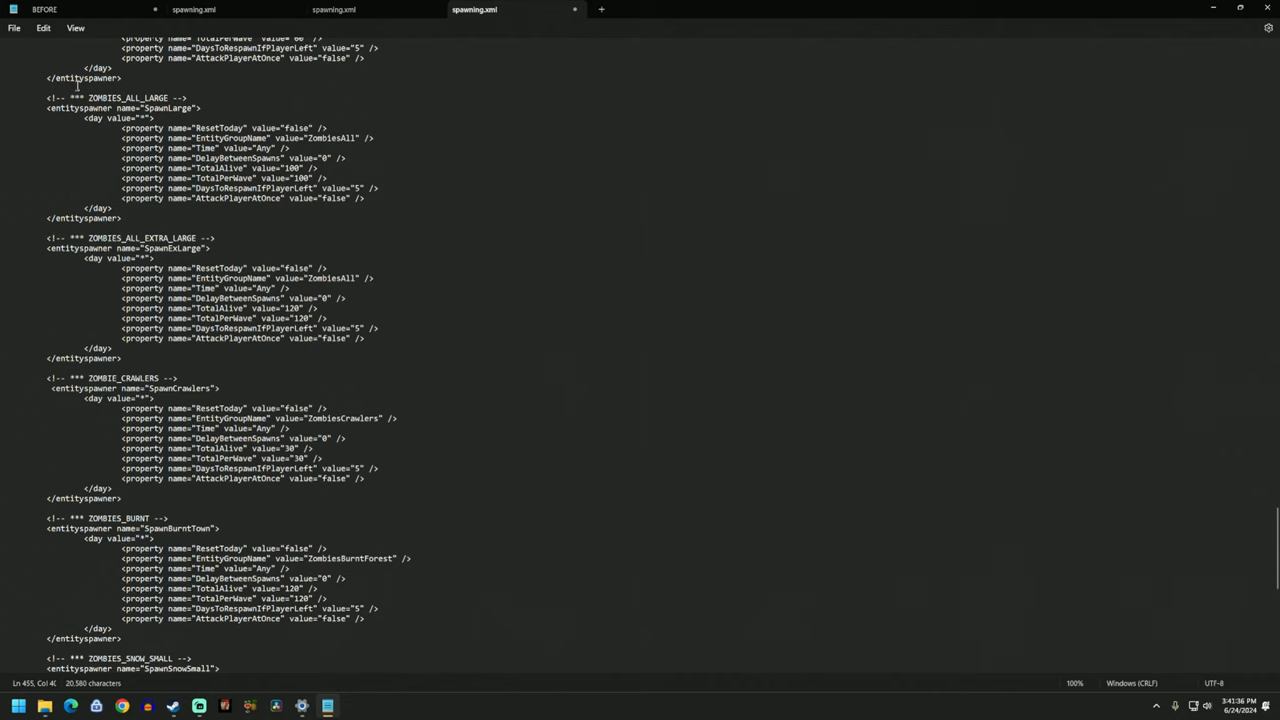 BEFORE
spawning.xml
spawning.xml
spawning.xml
File Edit View
<property name="TotalPerWave" value="60" />
<property name="DaysToRespawnIfPlayerLeft" value="5" />
<property name="AttackPlayerAtOnce" value="false" />
</day>
</entityspawner>
<!-- *** ZOMBIES_ALL_LARGE -->
<entityspawner name="SpawnLarge">
<day value="*">
<property name="ResetToday" value="false" />
<property name="EntityGroupName" value="ZombiesAll" />
<property name="Time" value="Any" />
<property name="DelayBetweenSpawns" value="0" />
<property name="TotalAlive" value="100" />
<property name="TotalPerWave" value="100" />
<property name="DaysToRespawnIfPlayerLeft" value="5" />
<property name="AttackPlayerAtOnce" value="false" />
</day>
</entityspawner>
<!-- *** ZOMBIES_ALL_EXTRA_LARGE -->
<entityspawner name="SpawnExLarge">
<day value="*">
<property name="ResetToday" value="false" />
<property name="EntityGroupName" value="ZombiesAll" />
<property name="Time" value="Any" />
<property name="DelayBetweenSpawns" value="0" />
<property name="TotalAlive" value="120" />
<property name="TotalPerWave" value="120" />
<property name="DaysToRespawnIfPlayerLeft" value="5" />
<property name="AttackPlayerAtOnce" value="false" />
</day>
</entityspawner>
<!-- *** ZOMBIE_CRAWLERS -->
<entityspawner name="SpawnCrawlers">
<day value="*">
<property name="ResetToday" value="false" />
<property name="EntityGroupName" value="ZombiesCrawlers" />
<property name="Time" value="Any" />
<property name="DelayBetweenSpawns" value="0" />
<property name="TotalAlive" value="30" />
<property name="TotalPerWave" value="30" />
<property name="DaysToRespawnIfPlayerLeft" value="5" />
<property name="AttackPlayerAtOnce" value="false" />
</day>
</entityspawner>
<!-- *** ZOMBIES_BURNT -->
<entityspawner name="SpawnBurntTown">
<day value="*">
<property name="ResetToday" value="false" />
<property name="EntityGroupName" value="ZombiesBurntForest" />
<property name="Time" value="Any" />
<property name="DelayBetweenSpawns" value="0" />
<property name="TotalAlive" value="120" />
<property name="TotalPerWave" value="120" />
<property name="DaysToRespawnIfPlayerLeft" value="5" />
<property name="AttackPlayerAtOnce" value="false" />
</day>
</entityspawner>
<!-- *** ZOMBIES_SNOW_SMALL -->
<entityspawner name="SpawnSnowSmall">
Ln 455, Col 40 20,580 characters 100% Windows (CRLF) UTF-8
3:41:36 PM
6/24/2024